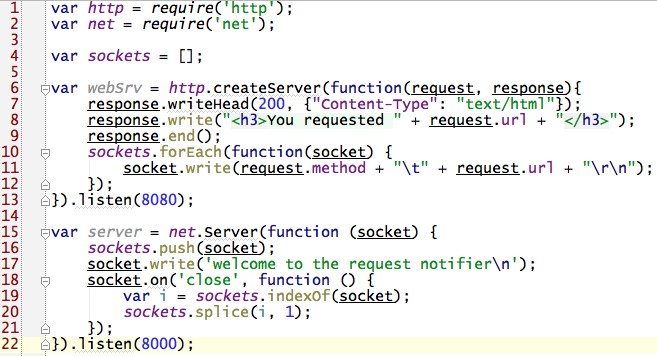 1 var http = require('http');
2 var net = require('net');
3
4 var sockets = [];
5
6 var webSrv = http.createServer(function(request, response){
7     response.writeHead(200, {"Content-Type": "text/html"});
8     response.write("<h3>You requested " + request.url + "</h3>");
9     response.end();
10     sockets.forEach(function(socket) {
11         socket.write(request.method + "\t" + request.url + "\r\n");
12     });
13 }).listen(8080);
14
15 var server = net.Server(function (socket) {
16     sockets.push(socket);
17     socket.write('welcome to the request notifier\n');
18     socket.on('close', function () {
19         var i = sockets.indexOf(socket);
20         sockets.splice(i, 1);
21     });
22 }).listen(8000);